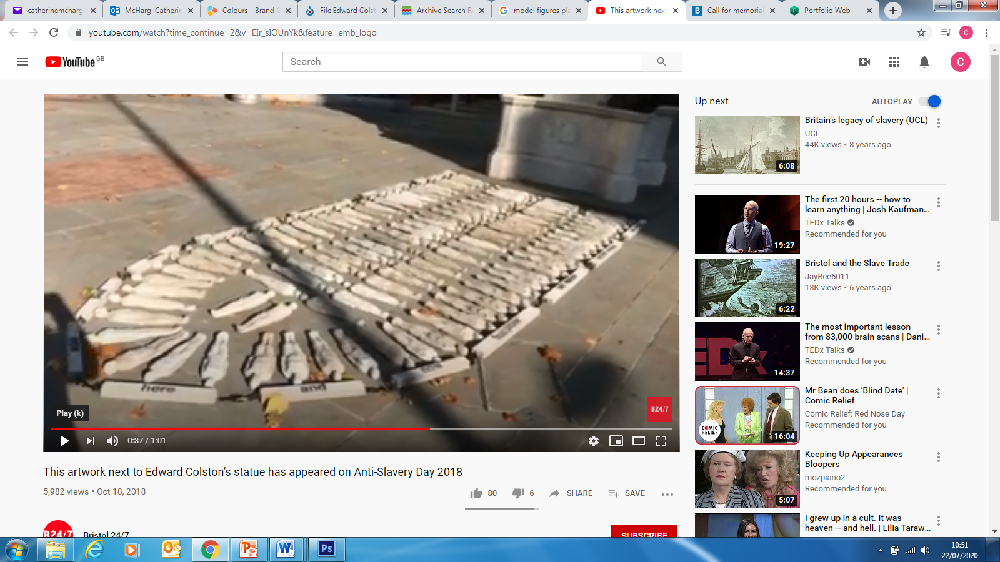 catherinemcharg
McHarg, Catherin
Colours - Brand
File:Edward Colst
Archive Search R
model figures pla
This artwork next
Call for memorial
Portfolio Web
youtube.com/watch?time_continue=2&v=EIr_sIOUnYk&feature=emb_logo
YouTube GB
Search
C
C
here
and
B24/7
Play (k)
0:37 / 1:01
This artwork next to Edward Colston’s statue has appeared on Anti-Slavery Day 2018
5,982 views • Oct 18, 2018
80
6
SHARE
SAVE
B24/7
Bristol 24/7
SUBSCRIBE
Up next
AUTOPLAY
Britain's legacy of slavery (UCL)
UCL
44K views • 8 years ago
6:08
The first 20 hours -- how to
learn anything | Josh Kaufman...
TEDx Talks
Recommended for you
19:27
Bristol and the Slave Trade
JayBee6011
13K views • 6 years ago
6:22
The most important lesson
from 83,000 brain scans | Dani...
TEDx Talks
Recommended for you
EDx
14:37
Mr Bean does 'Blind Date' |
Comic Relief
Comic Relief: Red Nose Day
Recommended for you
COMIC
RELIEF
16:04
Keeping Up Appearances
Bloopers
mozpiano2
Recommended for you
5:07
I grew up in a cult. It was
heaven -- and hell. | Lilia Taraw...
Ps
10:51
22/07/2020